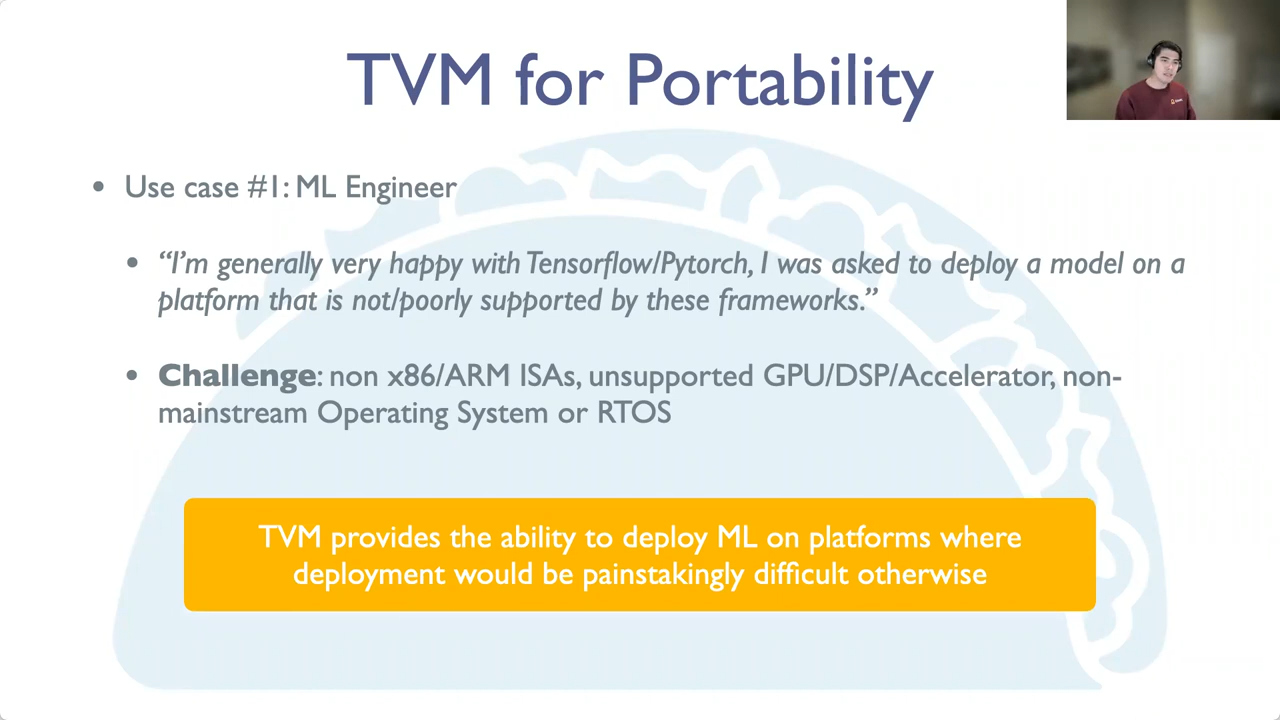 TVM for Portability
• Use case #1: ML Engineer
• “I’m generally very happy with Tensorflow/Pytorch, I was asked to deploy a model on a
platform that is not/poorly supported by these frameworks.”
• Challenge: non x86/ARM ISAs, unsupported GPU/DSP/Accelerator, non-
mainstream Operating System or RTOS
TVM provides the ability to deploy ML on platforms where
deployment would be painstakingly difficult otherwise